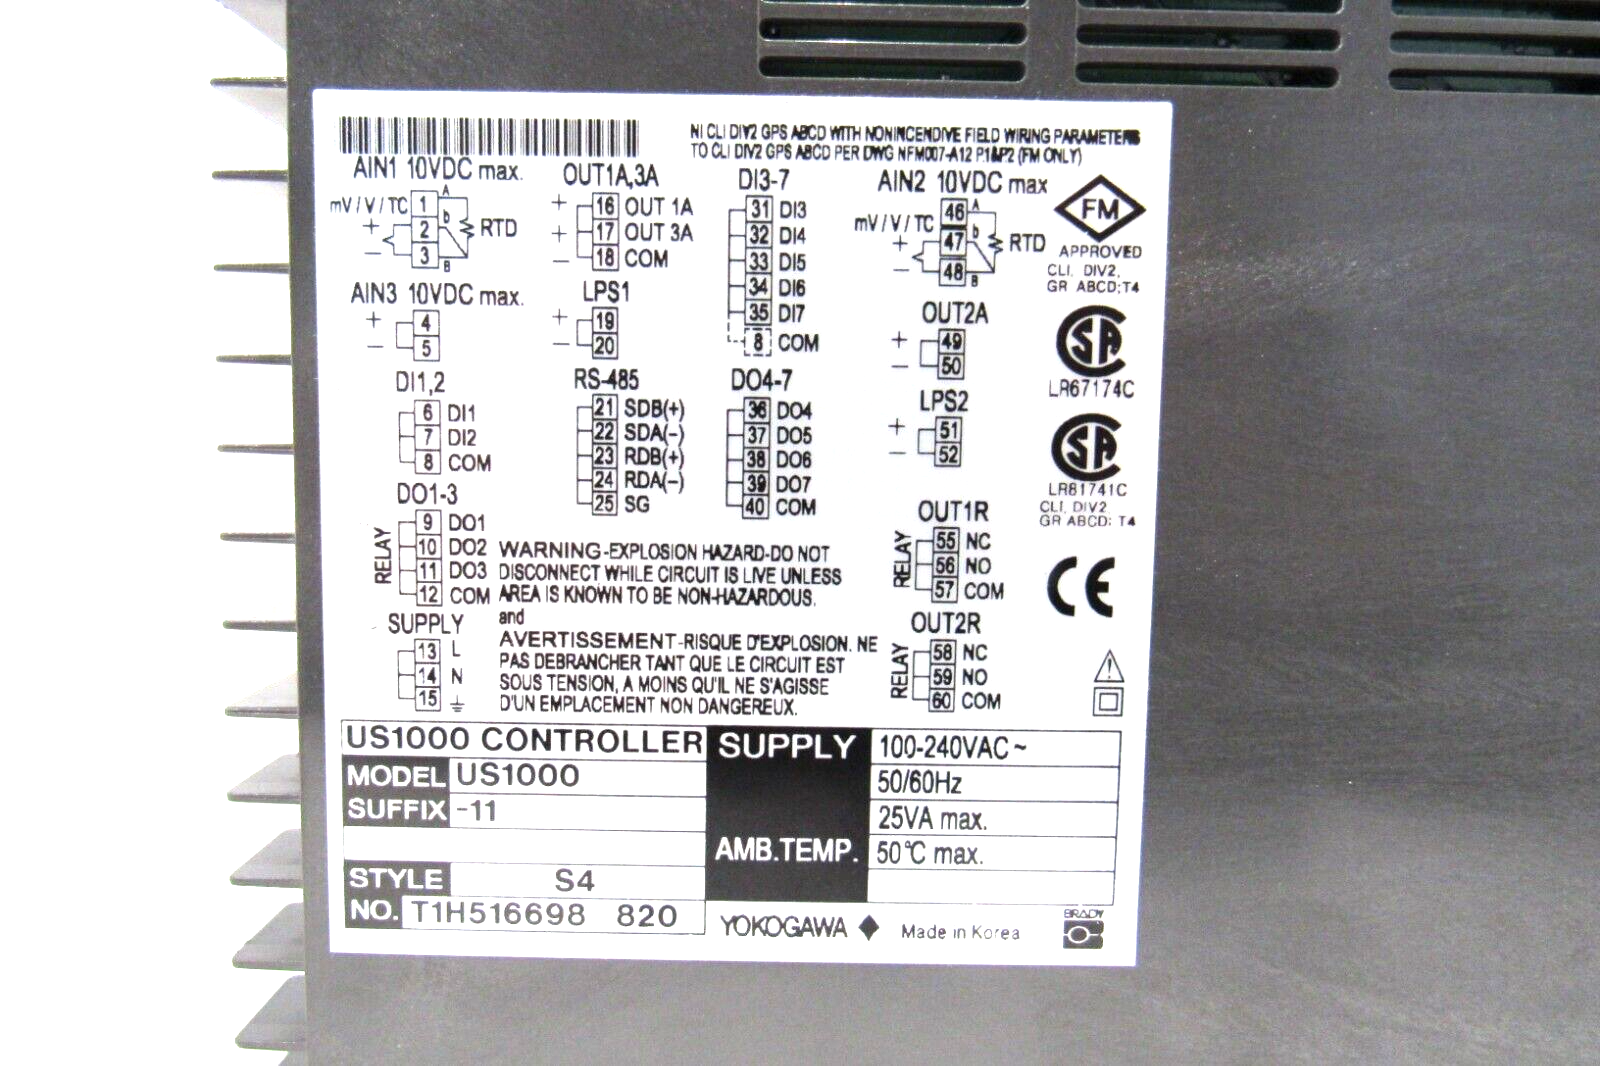 NI CLI DIV2 GPS ABCD WITH NONINCENDIVE FIELD WIRING PARAMETERS
TO CLI DIV2 GPS ABCD PER DWG NFM007-A12 P.1&P2 (FM ONLY)
AIN1 10VDC max.
mV / V / TC 1 A
+ 2 b RTD
− 3 B
AIN3 10VDC max.
+ 4
− 5
DI1,2
6 DI1
7 DI2
8 COM
DO1-3
RELAY
9 DO1
10 DO2
11 DO3
12 COM
SUPPLY
13 L
14 N
15
OUT1A,3A
+ 16 OUT 1A
+ 17 OUT 3A
− 18 COM
LPS1
+ 19
− 20
RS-485
21 SDB(+)
22 SDA(−)
23 RDB(+)
24 RDA(−)
25 SG
DI3-7
31 DI3
32 DI4
33 DI5
34 DI6
35 DI7
8 COM
DO4-7
36 DO4
37 DO5
38 DO6
39 DO7
40 COM
WARNING-EXPLOSION HAZARD-DO NOT
DISCONNECT WHILE CIRCUIT IS LIVE UNLESS
AREA IS KNOWN TO BE NON-HAZARDOUS.
and
AVERTISSEMENT-RISQUE D'EXPLOSION. NE
PAS DEBRANCHER TANT QUE LE CIRCUIT EST
SOUS TENSION, A MOINS QU'IL NE S'AGISSE
D'UN EMPLACEMENT NON DANGEREUX.
AIN2 10VDC max
mV / V / TC 46 A
+ 47 b RTD
− 48 B
OUT2A
+ 49
− 50
LPS2
+ 51
− 52
OUT1R
RELAY
55 NC
56 NO
57 COM
OUT2R
RELAY
58 NC
59 NO
60 COM
FM
APPROVED
CLI, DIV2,
GR ABCD;T4
SA
LR67174C
SA
LR81741C
CLI, DIV2,
GR ABCD; T4
CE
US1000 CONTROLLER
MODEL US1000
SUFFIX -11
STYLE S4
NO. T1H516698 820
SUPPLY 100-240VAC ~
50/60Hz
25VA max.
AMB.TEMP. 50°C max.
YOKOGAWA ◆ Made in Korea
BRADY